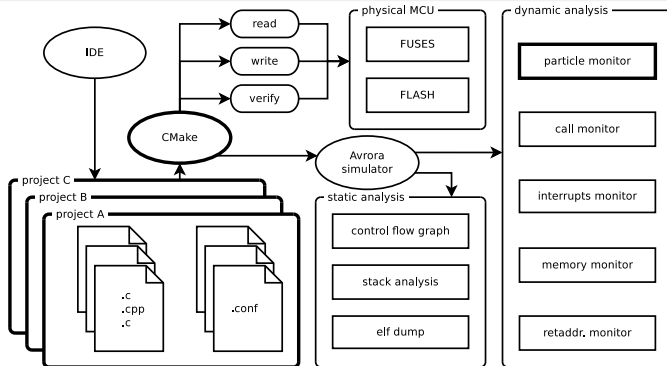 IDE
read
write
verify
physical MCU
FUSES
FLASH
dynamic analysis
particle monitor
call monitor
interrupts monitor
memory monitor
retaddr. monitor
CMake
Avrora
simulator
static analysis
control flow graph
stack analysis
elf dump
project C
project B
project A
.c
.cpp
.c
.conf